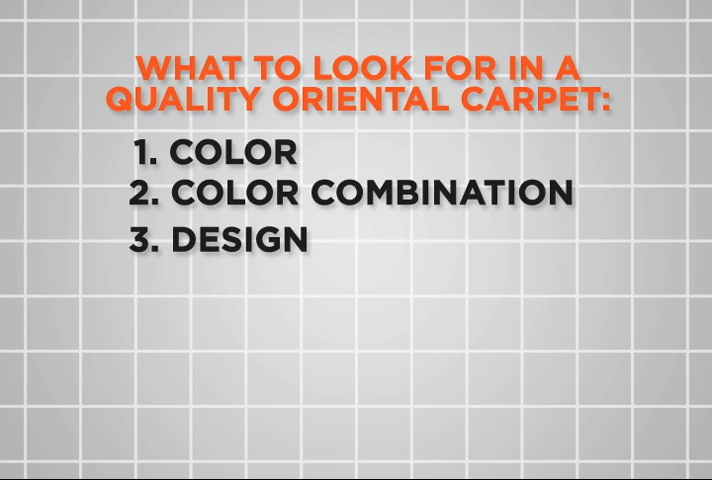 WHAT TO LOOK FOR IN A
QUALITY ORIENTAL CARPET:
1. COLOR
2. COLOR COMBINATION
3. DESIGN